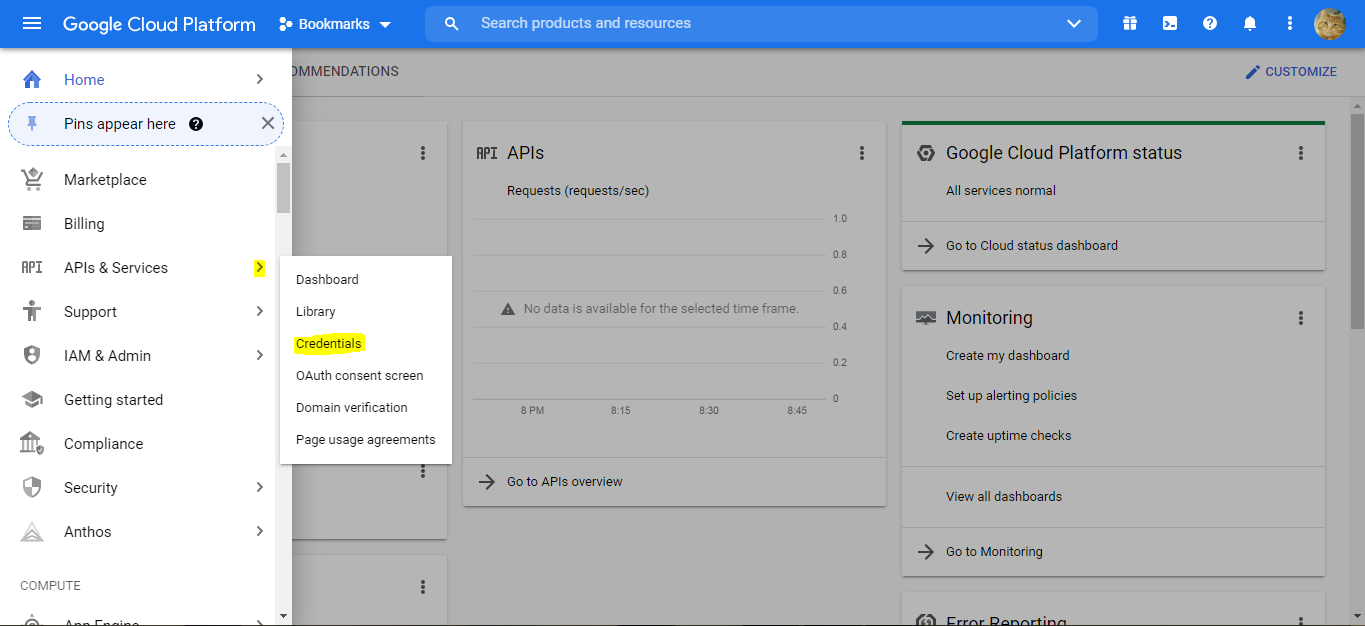 Google Cloud Platform
Bookmarks
Search products and resources
Home
Pins appear here
Marketplace
Billing
API APIs & Services
Support
IAM & Admin
Getting started
Compliance
Security
Anthos
COMPUTE
App Engine
Dashboard
Library
Credentials
OAuth consent screen
Domain verification
Page usage agreements
OMMENDATIONS
CUSTOMIZE
API APIs
Requests (requests/sec)
1.0
0.8
0.6
No data is available for the selected time frame.
0.4
0.2
0
8 PM 8:15 8:30 8:45
Go to APIs overview
Google Cloud Platform status
All services normal
Go to Cloud status dashboard
Monitoring
Create my dashboard
Set up alerting policies
Create uptime checks
View all dashboards
Go to Monitoring
Error Reporting